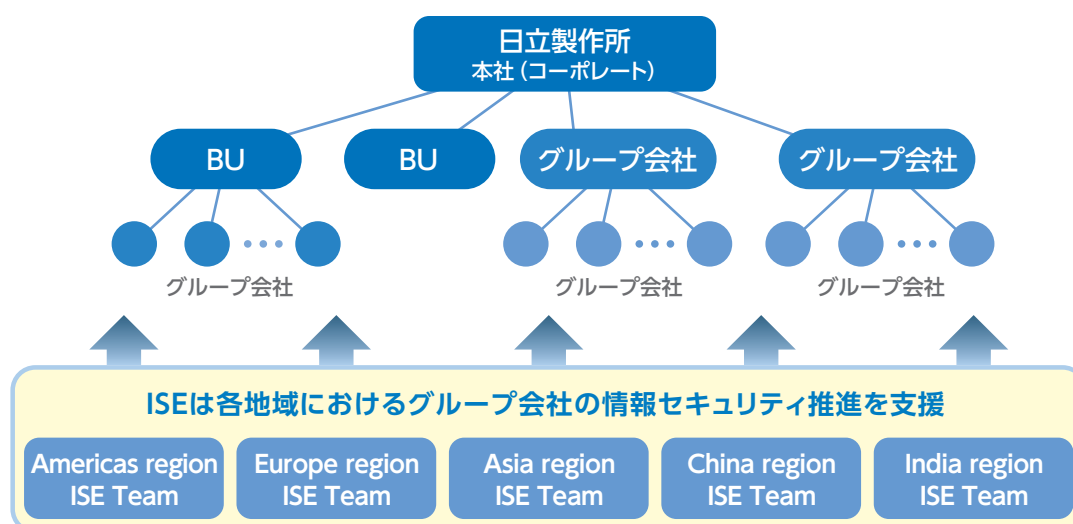 日立製作所
本社（コーポレート）
BU
BU
グループ会社
グループ会社
グループ会社
グループ会社
グループ会社
ISEは各地域におけるグループ会社の情報セキュリティ推進を支援
Americas region
ISE Team
Europe region
ISE Team
Asia region
ISE Team
China region
ISE Team
India region
ISE Team